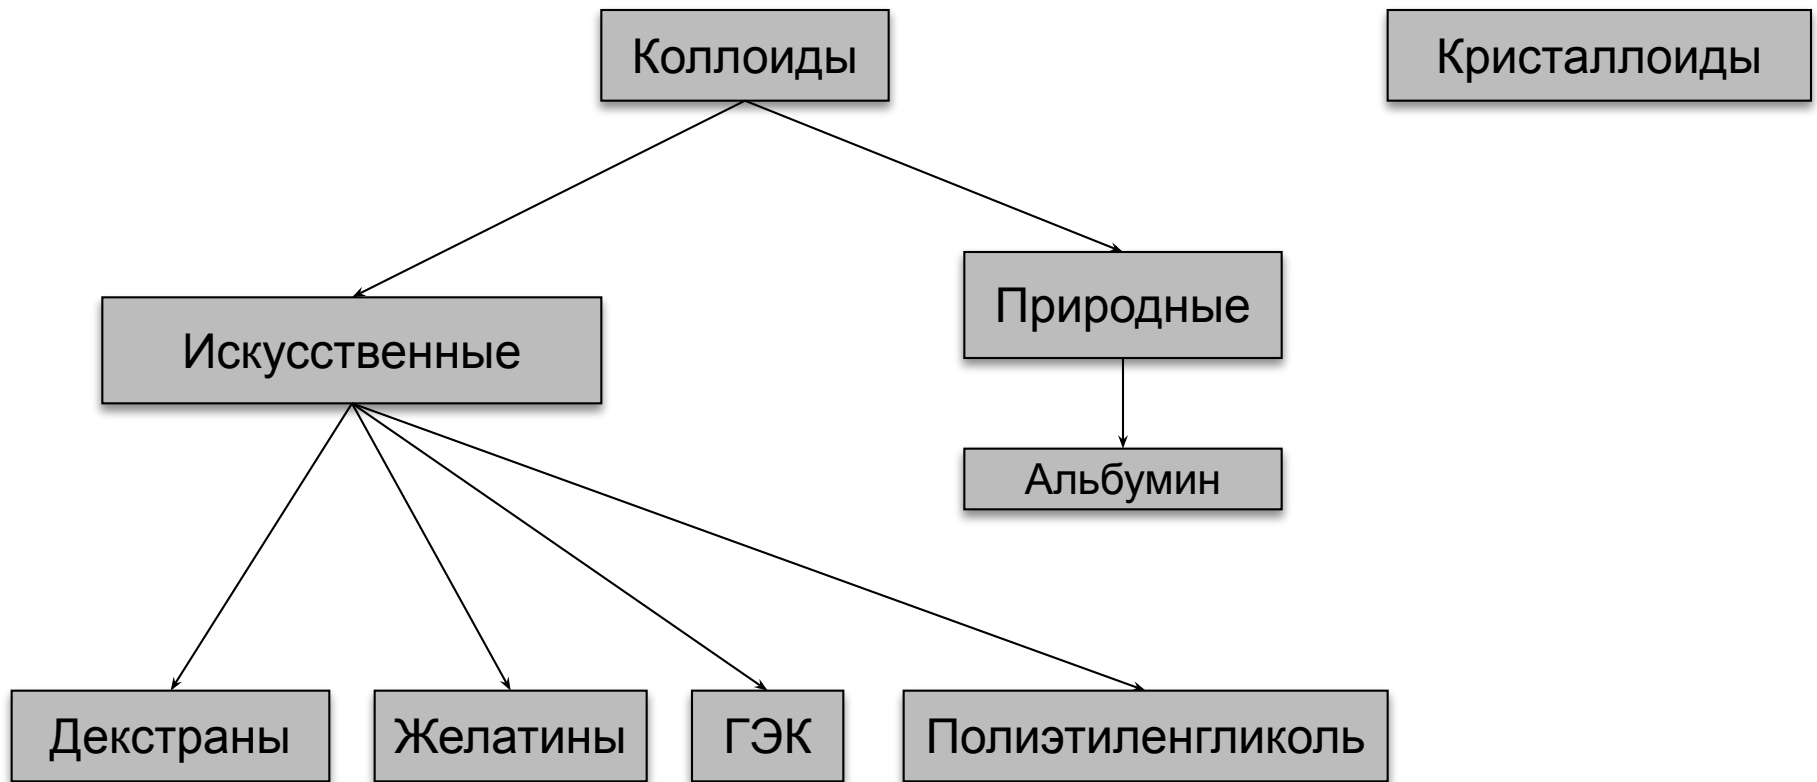 Коллоиды
Кристаллоиды
Искусственные
Природные
Альбумин
Декстраны
Желатины
ГЭК
Полиэтиленгликоль